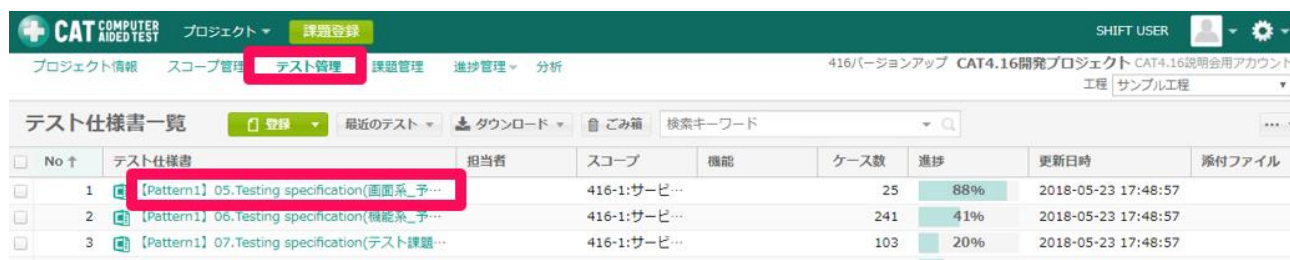 CAT COMPUTER AIDED TEST プロジェクト 課題登録 SHIFT USER
プロジェクト情報 スコープ管理 テスト管理 課題管理 進捗管理 分析 416バージョンアップ CAT4.16開発プロジェクト CAT4.16説明会用アカウント
工程 サンプル工程
テスト仕様書一覧 登録 最近のテスト ダウンロード ごみ箱 検索キーワード ...
No ↑ テスト仕様書 担当者 スコープ 機能 ケース数 進捗 更新日時 添付ファイル
1 【Pattern1】05.Testing specification(画面系_予… 416-1:サービ… 25 88% 2018-05-23 17:48:57
2 【Pattern1】06.Testing specification(機能系_予… 416-1:サービ… 241 41% 2018-05-23 17:48:57
3 【Pattern1】07.Testing specification(テスト課題… 416-1:サービ… 103 20% 2018-05-23 17:48:57